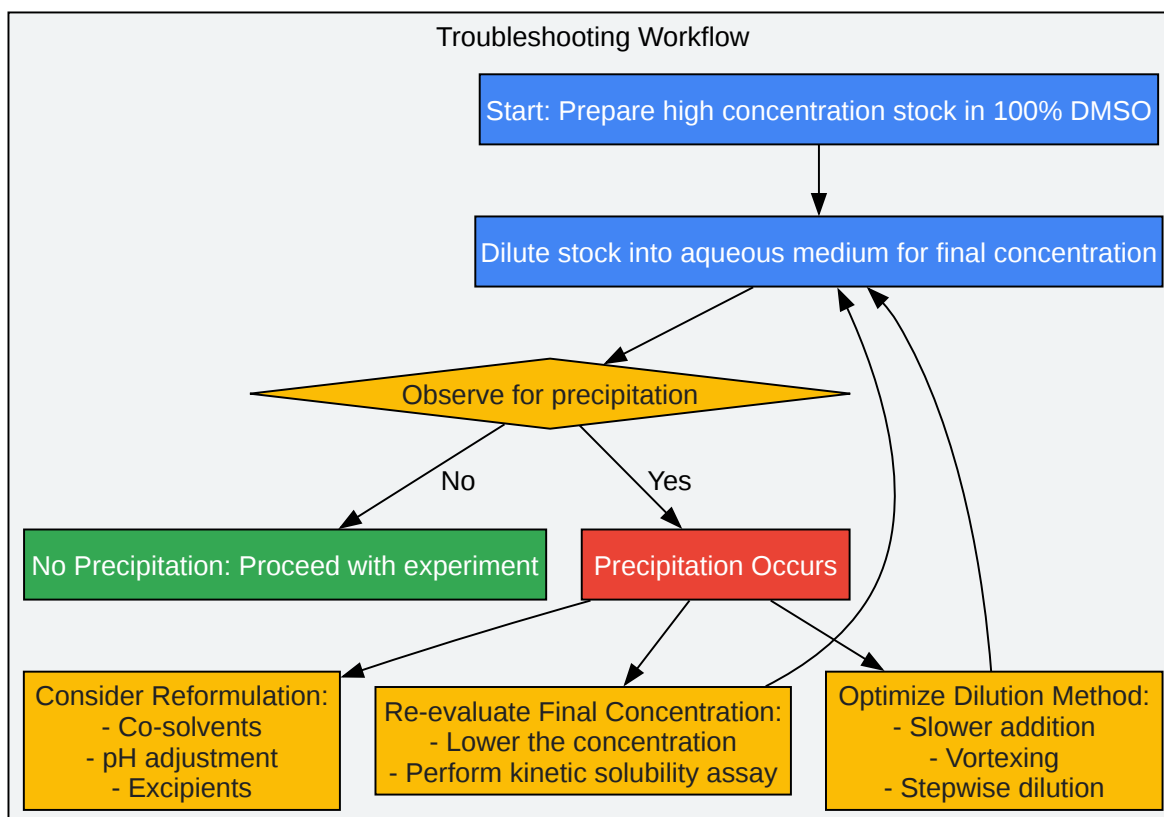 Troubleshooting Workflow
Start: Prepare high concentration stock in 100% DMSO
Dilute stock into aqueous medium for final concentration
Observe for precipitation
No
Yes
No Precipitation: Proceed with experiment
Precipitation Occurs
Consider Reformulation:
- Co-solvents
- pH adjustment
- Excipients
Re-evaluate Final Concentration:
- Lower the concentration
- Perform kinetic solubility assay
Optimize Dilution Method:
- Slower addition
- Vortexing
- Stepwise dilution